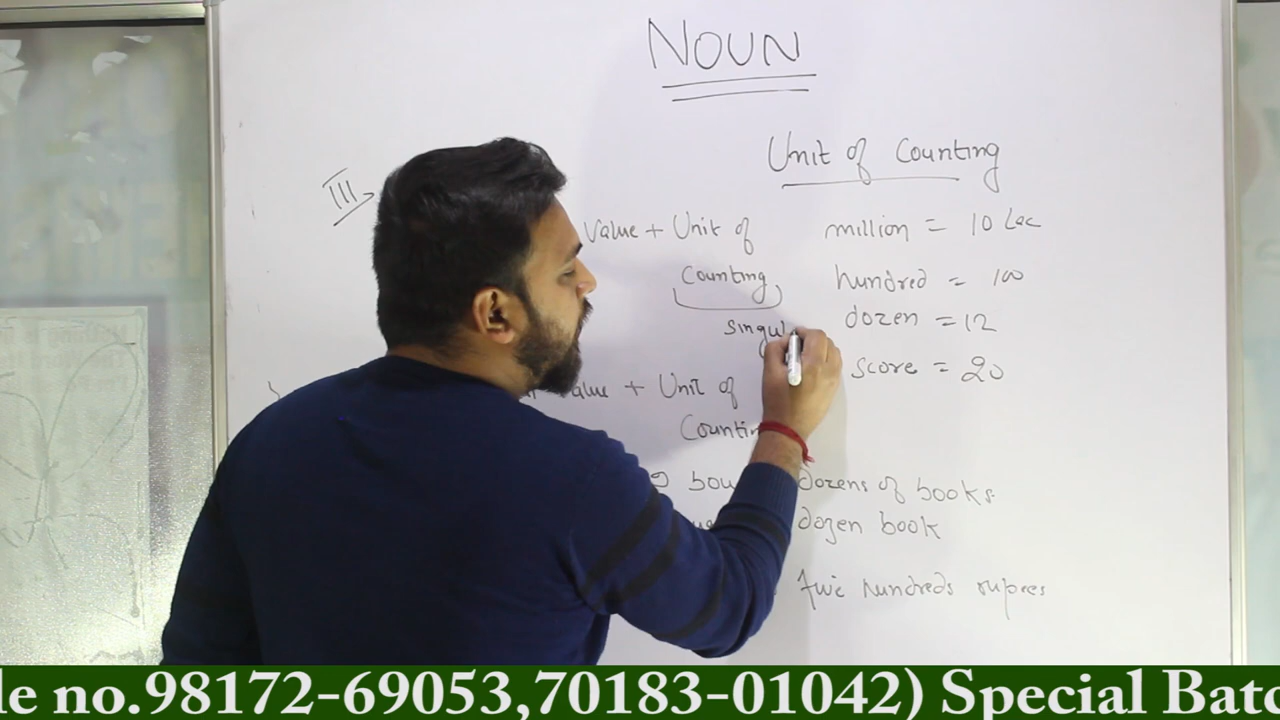 NOUN
Unit of Counting
III
Value + Unit of
Counting
singul
million = 10 Lac
hundred = 100
dozen = 12
score = 20
Value + Unit of
Countin
dozens of books.
dozen book
five hundreds rupees
le no.98172-69053,70183-01042) Special Batc